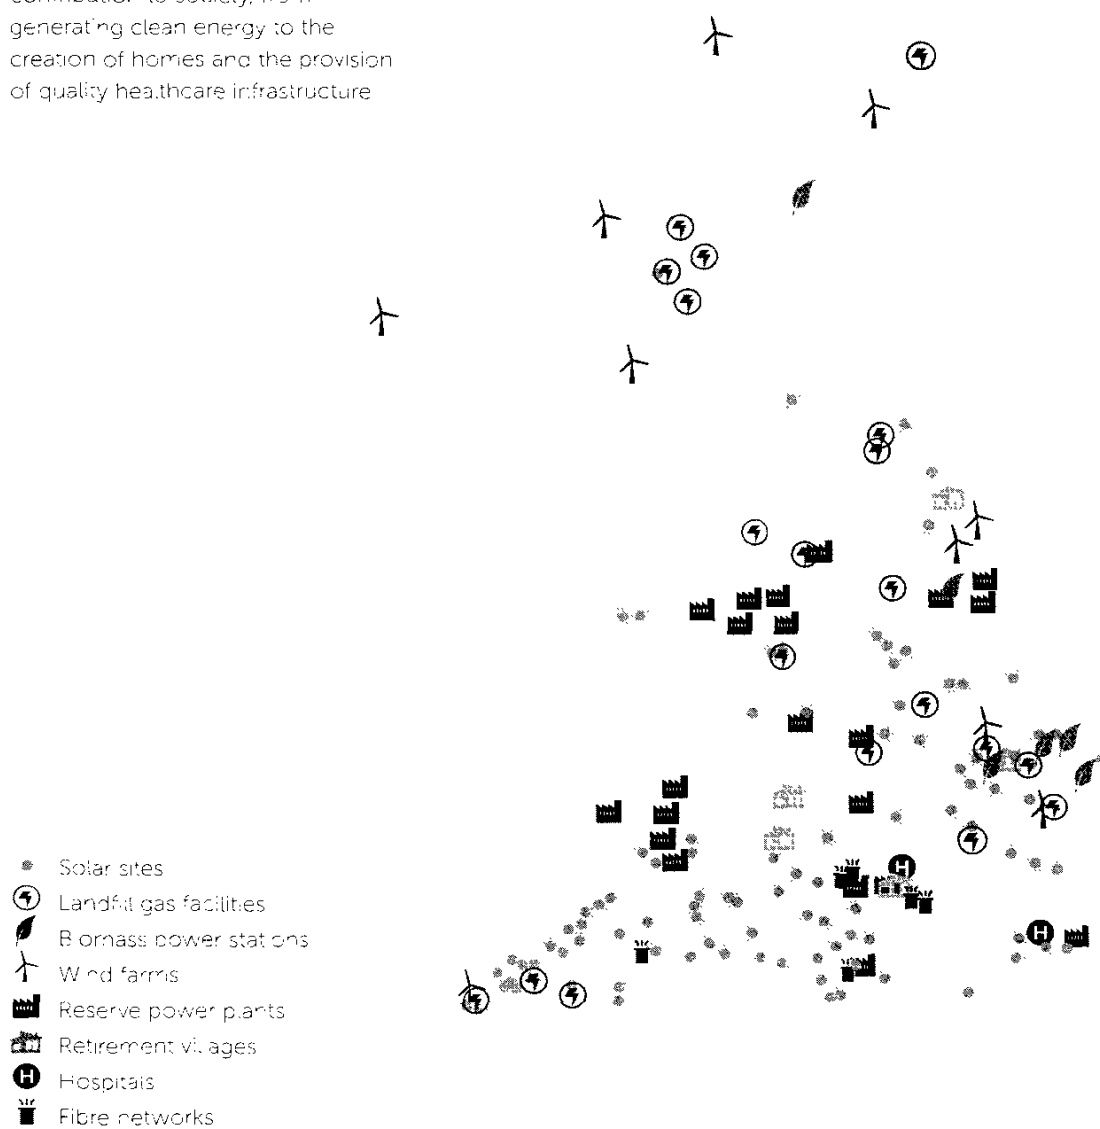 generating clean energy to the
creation of homes and the provision
of quality healthcare infrastructure
Solar sites
Landfill gas facilities
Biomass power stations
Wind farms
Reserve power plants
Retirement villages
Hospitals
Fibre networks